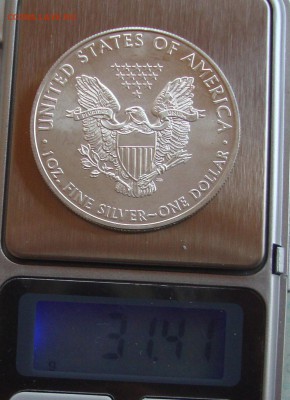 UNITED STATES OF AMERICA
1 OZ. FINE SILVER~ONE DOLLAR
31.41
g